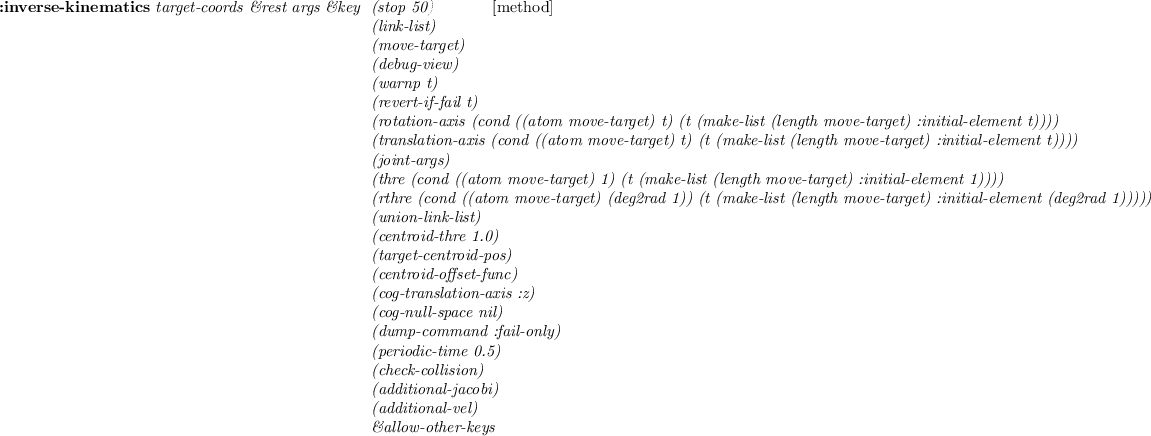 :inverse-kinematics target-coords &rest args &key (stop 50) [method]
(link-list)
(move-target)
(debug-view)
(warnp t)
(revert-if-fail t)
(rotation-axis (cond ((atom move-target) t) (t (make-list (length move-target) :initial-element t))))
(translation-axis (cond ((atom move-target) t) (t (make-list (length move-target) :initial-element t))))
(joint-args)
(thre (cond ((atom move-target) 1) (t (make-list (length move-target) :initial-element 1))))
(rthre (cond ((atom move-target) (deg2rad 1)) (t (make-list (length move-target) :initial-element (deg2rad 1)))))
(union-link-list)
(centroid-thre 1.0)
(target-centroid-pos)
(centroid-offset-func)
(cog-translation-axis :z)
(cog-null-space nil)
(dump-command :fail-only)
(periodic-time 0.5)
(check-collision)
(additional-jacobi)
(additional-vel)
&allow-other-keys